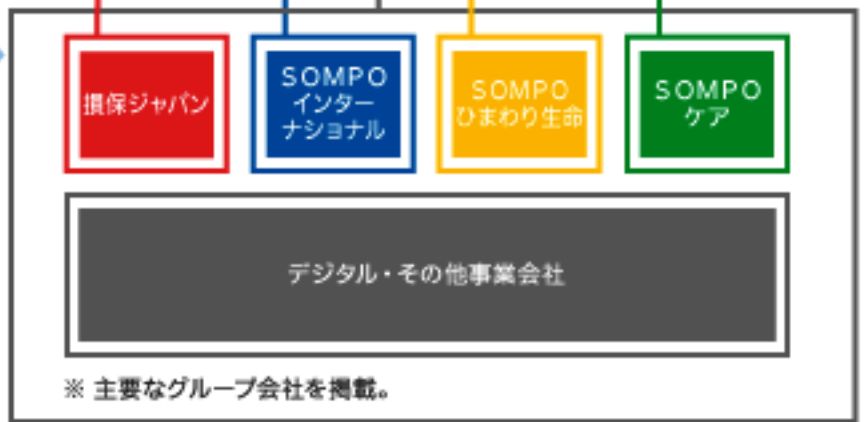 損保ジャパン
SOMPO
インター
ナショナル
SOMPO
ひまわり生命
SOMPO
ケア
デジタル・その他事業会社
※ 主要なグループ会社を掲載。